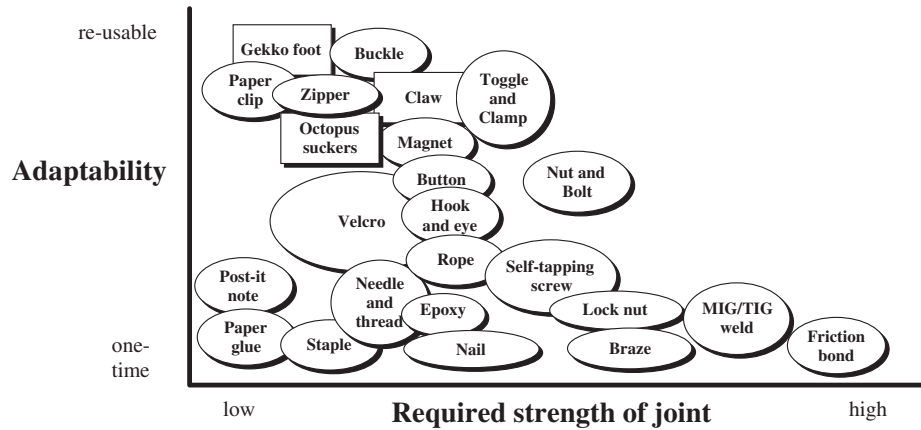 re-usable
Gekko foot
Buckle
Paper
clip
Zipper
Claw
Toggle
and
Clamp
Octopus
suckers
Magnet
Adaptability
Button
Nut and
Bolt
Velcro
Hook
and eye
Rope
Self-tapping
screw
Post-it
note
Needle
and
thread
Epoxy
Lock nut
MIG/TIG
weld
Paper
glue
Staple
Nail
Braze
Friction
bond
one-
time
low
Required strength of joint
high